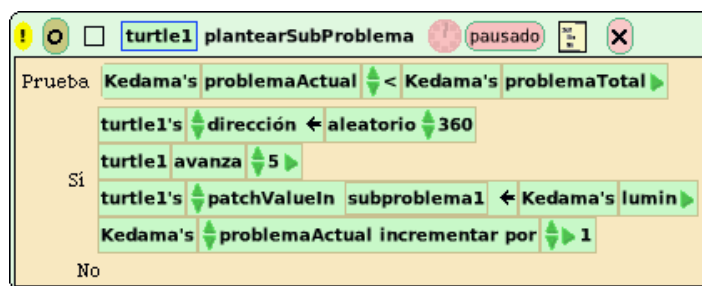 ! O turtle1 plantearSubProblema pausado
Prueba Kedama's problemaActual < Kedama's problemaTotal
turtle1's dirección ← aleatorio 360
turtle1 avanza 5
Sí
turtle1's patchValueIn subproblema1 ← Kedama's lumin
Kedama's problemaActual incrementar por 1
No